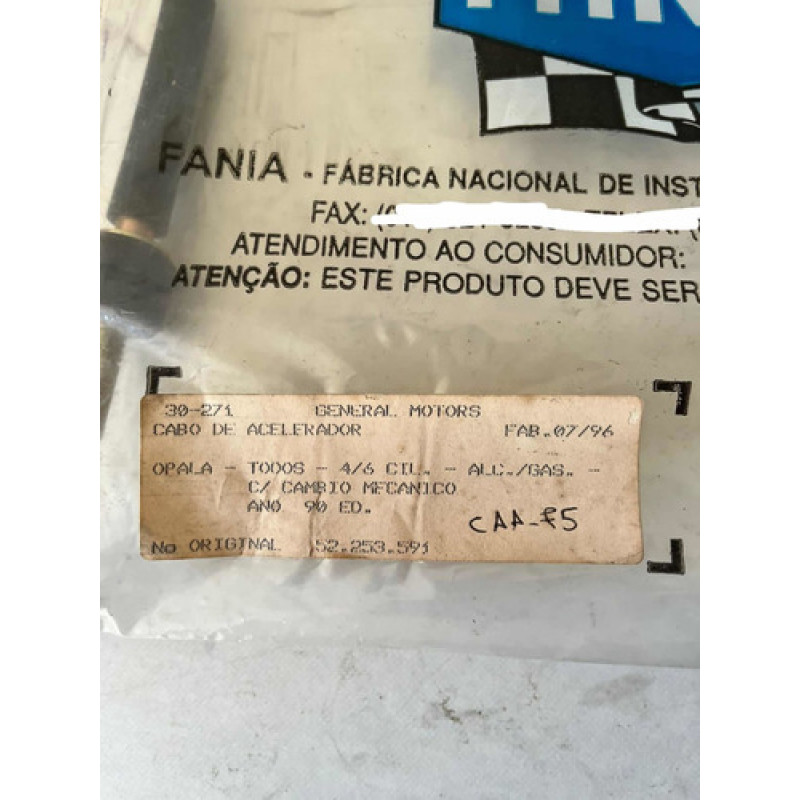 FANIA - FÁBRICA NACIONAL DE INST
FAX:
ATENDIMENTO AO CONSUMIDOR:
ATENÇÃO: ESTE PRODUTO DEVE SER
30-271 GENERAL MOTORS
CABO DE ACELERADOR FAB.07/96
OPALA - TODOS - 4/6 CIL. - ALC./GAS. -
C/ CAMBIO MECANICO
ANO 90 ED.
CAA-F5
No ORIGINAL 52.253.591